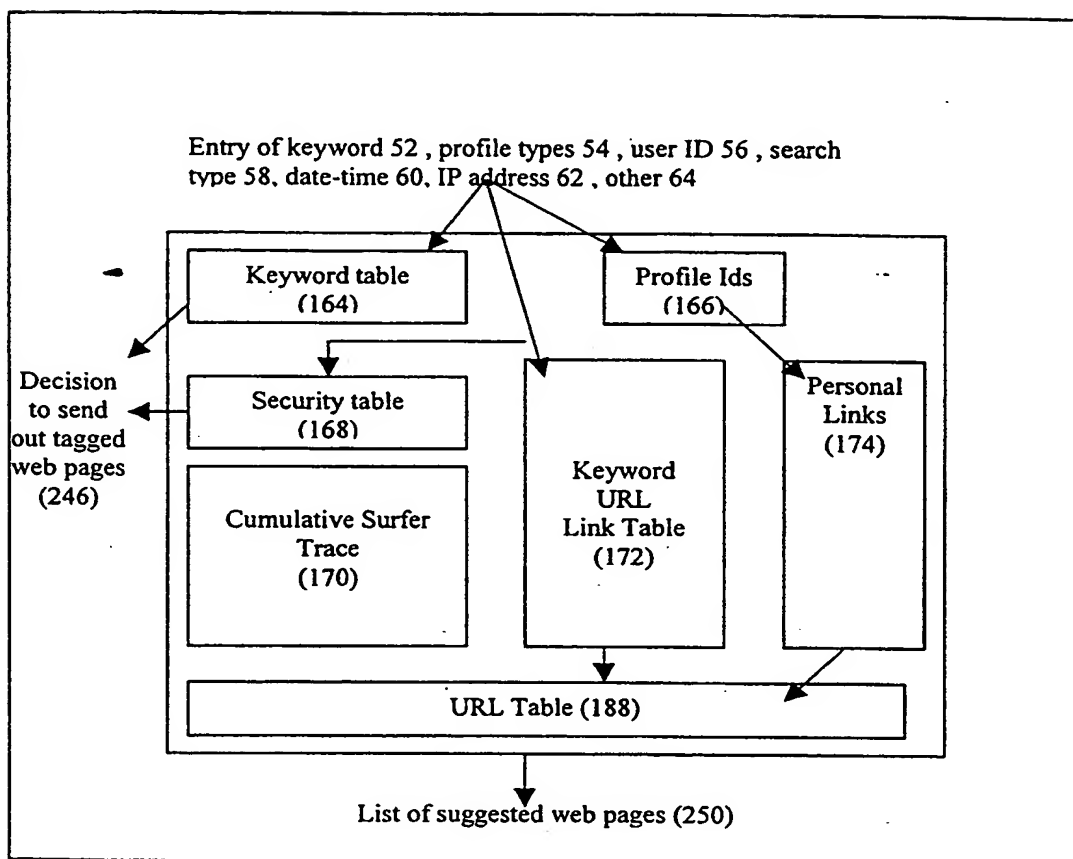 Entry of keyword 52 , profile types 54 , user ID 56 , search
type 58, date-time 60, IP address 62 , other 64
Keyword table
(164)
Profile Ids
(166)
Decision
to send
out tagged
web pages
(246)
Security table
(168)
Personal
Links
(174)
Keyword
URL
Link Table
(172)
Cumulative Surfer
Trace
(170)
URL Table (188)
List of suggested web pages (250)